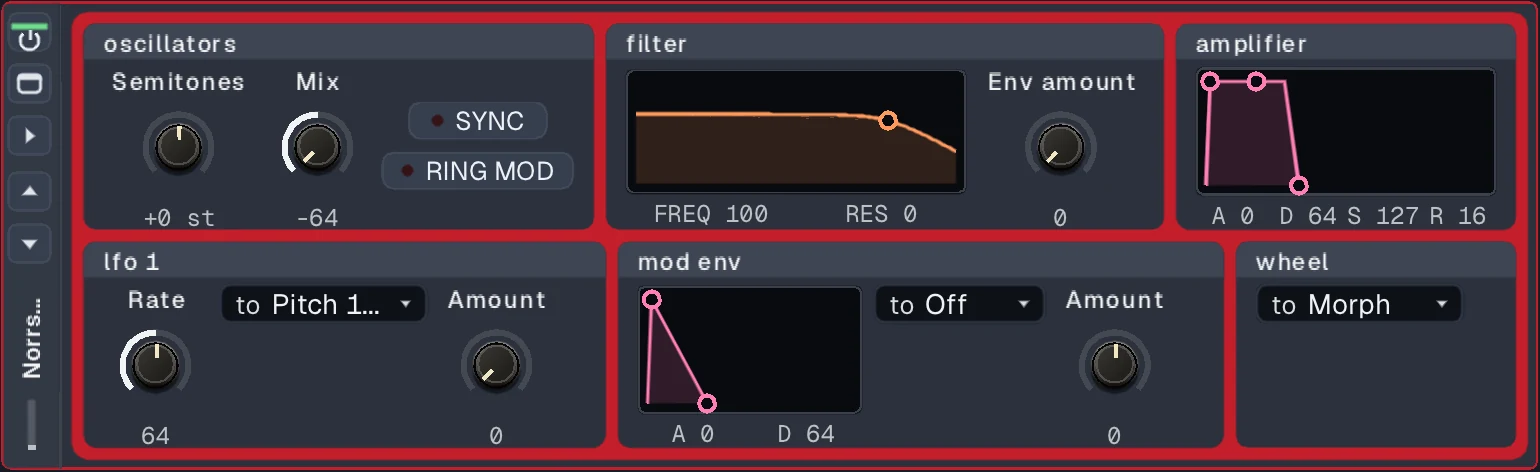 oscillators
Semitones Mix
SYNC
RING MOD
+0 st -64
filter
Env amount
FREQ 100 RES 0 0
amplifier
A 0 D 64 S 127 R 16
lfo 1
Rate to Pitch 1... Amount
64 0
mod env
to Off Amount
A 0 D 64 0
wheel
to Morph
Norrs...